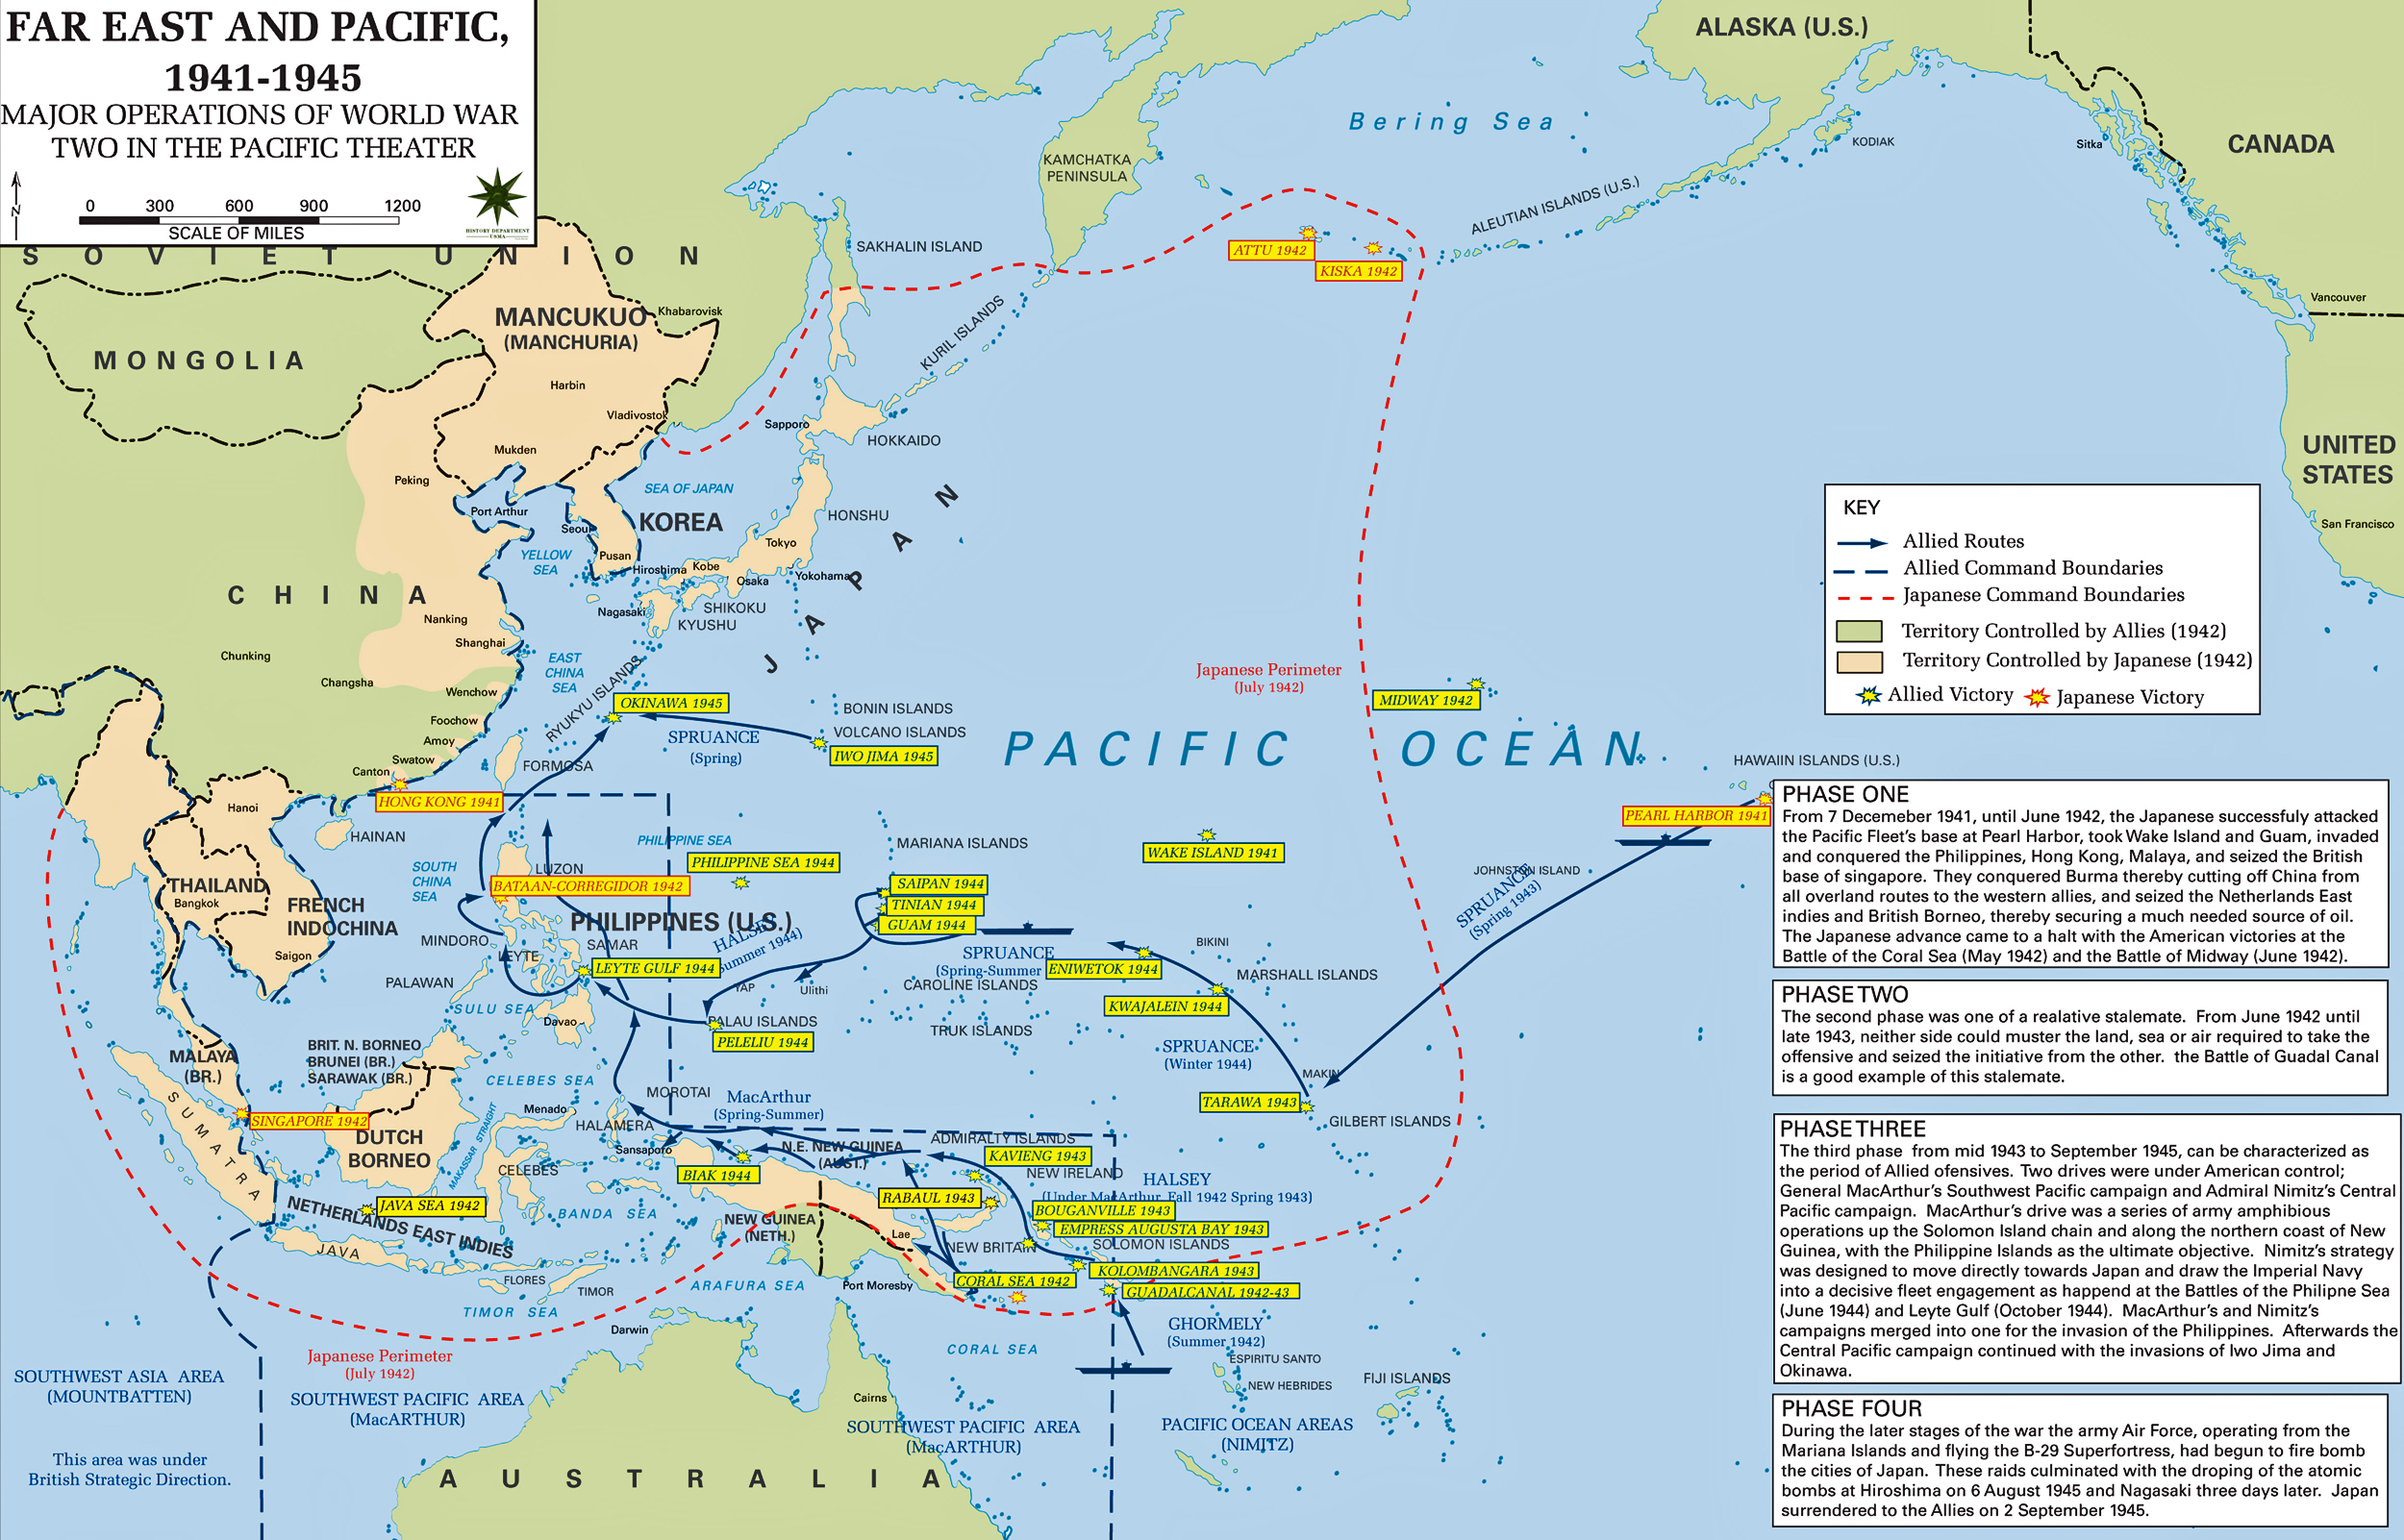 FAR EAST AND PACIFIC,
1941-1945
MAJOR OPERATIONS OF WORLD WAR
TWO IN THE PACIFIC THEATER
N
0 300 600 900 1200
SCALE OF MILES
HISTORY DEPARTMENT
USMA
SOVIET UNION
ALASKA (U.S.)
CANADA
Bering Sea
KODIAK
Sitka
KAMCHATKA
PENINSULA
ALEUTIAN ISLANDS (U.S.)
SAKHALIN ISLAND
ATTU 1942
KISKA 1942
Vancouver
MANCUKUO
(MANCHURIA)
Khabarovisk
MONGOLIA
KURIL ISLANDS
Harbin
Vladivostok
Sapporo
HOKKAIDO
Mukden
Peking
SEA OF JAPAN
Port Arthur
Seoul
KOREA
HONSHU
JAPAN
UNITED
STATES
San Francisco
YELLOW
SEA
Pusan
Tokyo
Hiroshima
Kobe
Osaka
Yokohama
SHIKOKU
Nagasaki
KYUSHU
CHINA
Nanking
Shanghai
Chunking
Changsha
Wenchow
EAST
CHINA
SEA
RYUKYU ISLANDS
Foochow
Amoy
Swatow
Canton
KEY
Allied Routes
Allied Command Boundaries
Japanese Command Boundaries
Territory Controlled by Allies (1942)
Territory Controlled by Japanese (1942)
Allied Victory
Japanese Victory
Japanese Perimeter
(July 1942)
MIDWAY 1942
OKINAWA 1945
SPRUANCE
(Spring)
BONIN ISLANDS
VOLCANO ISLANDS
IWO JIMA 1945
PACIFIC OCEAN
HAWAIIN ISLANDS (U.S.)
PEARL HARBOR 1941
FORMOSA
HONG KONG 1941
Hanoi
HAINAN
PHILIPPINE SEA
PHILIPPINE SEA 1944
MARIANA ISLANDS
WAKE ISLAND 1941
JOHNSTON ISLAND
SPRUANCE
(Spring 1943)
SOUTH
CHINA
SEA
LUZON
BATAAN-CORREGIDOR 1942
SAIPAN 1944
TINIAN 1944
GUAM 1944
THAILAND
Bangkok
FRENCH
INDOCHINA
Saigon
PHILIPPINES (U.S.)
MINDORO
SAMAR
LEYTE
LEYTE GULF 1944
HALSEY
Summer 1944)
SPRUANCE
(Spring-Summer
ENIWETOK 1944
BIKINI
MARSHALL ISLANDS
KWAJALEIN 1944
PALAWAN
YAP
Ulithi
CAROLINE ISLANDS
TRUK ISLANDS
SULU SEA
Davao
PALAU ISLANDS
PELELIU 1944
SPRUANCE
(Winter 1944)
MAKIN
TARAWA 1943
GILBERT ISLANDS
BRIT. N. BORNEO
BRUNEI (BR.)
SARAWAK (BR.)
MALAYA
(BR.)
CELEBES SEA
MOROTAI
MacArthur
(Spring-Summer)
SINGAPORE 1942
SUMATRA
DUTCH
BORNEO
MAKASSAR STRAIGHT
Menado
HALAMERA
Sansaporo
N.E. NEW GUINEA
(AUST.)
ADMIRALTY ISLANDS
KAVIENG 1943
NEW IRELAND
BIAK 1944
CELEBES
RABAUL 1943
HALSEY
(Under MacArthur, Fall 1942 Spring 1943)
BOUGANVILLE 1943
EMPRESS AUGUSTA BAY 1943
JAVA SEA 1942
NETHERLANDS EAST INDIES
BANDA SEA
NEW GUINEA
(NETH.)
Lae
NEW BRITAIN
SOLOMON ISLANDS
JAVA
FLORES
TIMOR
TIMOR SEA
ARAFURA SEA
Port Moresby
CORAL SEA 1942
KOLOMBANGARA 1943
GUADALCANAL 1942-43
GHORMELY
(Summer 1942)
Darwin
CORAL SEA
ESPIRITU SANTO
NEW HEBRIDES
FIJI ISLANDS
Japanese Perimeter
(July 1942)
SOUTHWEST ASIA AREA
(MOUNTBATTEN)
SOUTHWEST PACIFIC AREA
(MacARTHUR)
Cairns
SOUTHWEST PACIFIC AREA
(MacARTHUR)
PACIFIC OCEAN AREAS
(NIMITZ)
This area was under
British Strategic Direction.
AUSTRALIA
PHASE ONE
From 7 Decemeber 1941, until June 1942, the Japanese successfuly attacked
the Pacific Fleet's base at Pearl Harbor, took Wake Island and Guam, invaded
and conquered the Philippines, Hong Kong, Malaya, and seized the British
base of singapore. They conquered Burma thereby cutting off China from
all overland routes to the western allies, and seized the Netherlands East
indies and British Borneo, thereby securing a much needed source of oil.
The Japanese advance came to a halt with the American victories at the
Battle of the Coral Sea (May 1942) and the Battle of Midway (June 1942).
PHASE TWO
The second phase was one of a realative stalemate. From June 1942 until
late 1943, neither side could muster the land, sea or air required to take the
offensive and seized the initiative from the other. the Battle of Guadal Canal
is a good example of this stalemate.
PHASE THREE
The third phase from mid 1943 to September 1945, can be characterized as
the period of Allied ofensives. Two drives were under American control;
General MacArthur's Southwest Pacific campaign and Admiral Nimitz's Central
Pacific campaign. MacArthur's drive was a series of army amphibious
operations up the Solomon Island chain and along the northern coast of New
Guinea, with the Philippine Islands as the ultimate objective. Nimitz's strategy
was designed to move directly towards Japan and draw the Imperial Navy
into a decisive fleet engagement as happend at the Battles of the Philipne Sea
(June 1944) and Leyte Gulf (October 1944). MacArthur's and Nimitz's
campaigns merged into one for the invasion of the Philippines. Afterwards the
Central Pacific campaign continued with the invasions of Iwo Jima and
Okinawa.
PHASE FOUR
During the later stages of the war the army Air Force, operating from the
Mariana Islands and flying the B-29 Superfortress, had begun to fire bomb
the cities of Japan. These raids culminated with the droping of the atomic
bombs at Hiroshima on 6 August 1945 and Nagasaki three days later. Japan
surrendered to the Allies on 2 September 1945.